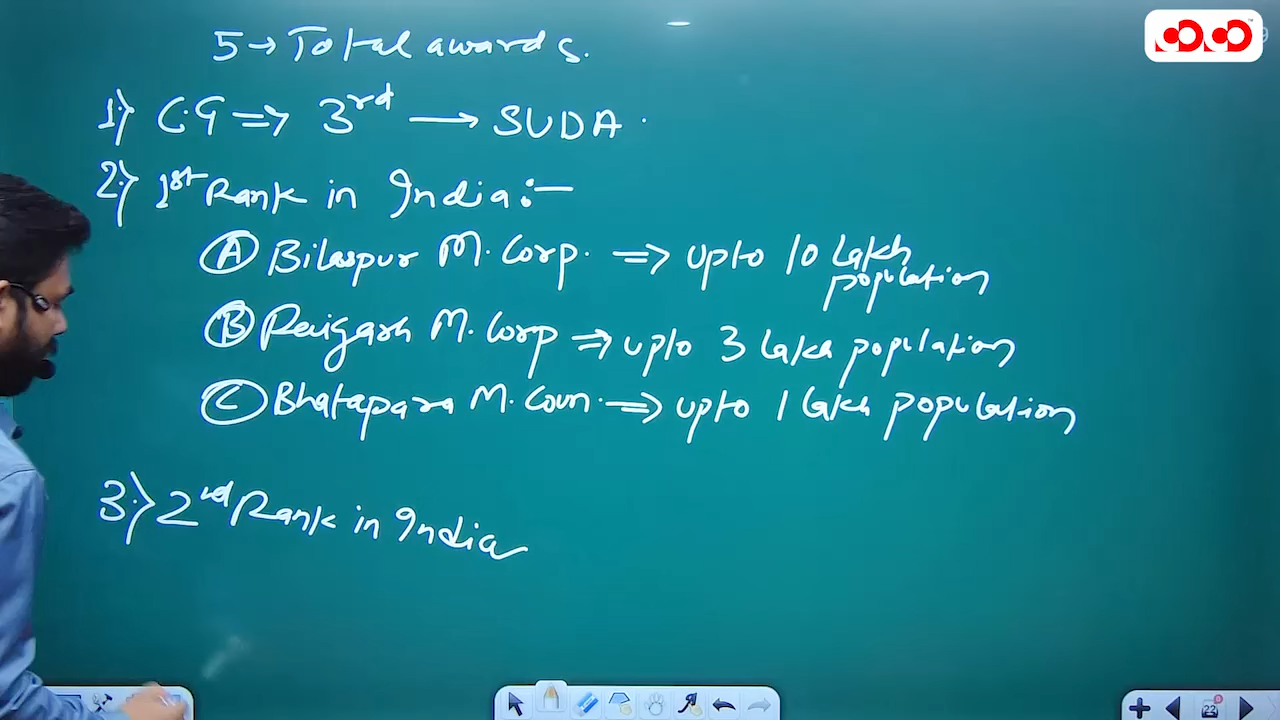 5 → Total awards.
1) C.G ⇒ 3rd → SUDA.
2) 1st Rank in India:—
(A) Bilaspur M. Corp. ⇒ upto 10 Lakh population
(B) Raigarh M. Corp ⇒ upto 3 Lakh population
(C) Bhatapara M. Coun. ⇒ upto 1 Lakh population
3) 2nd Rank in India
22